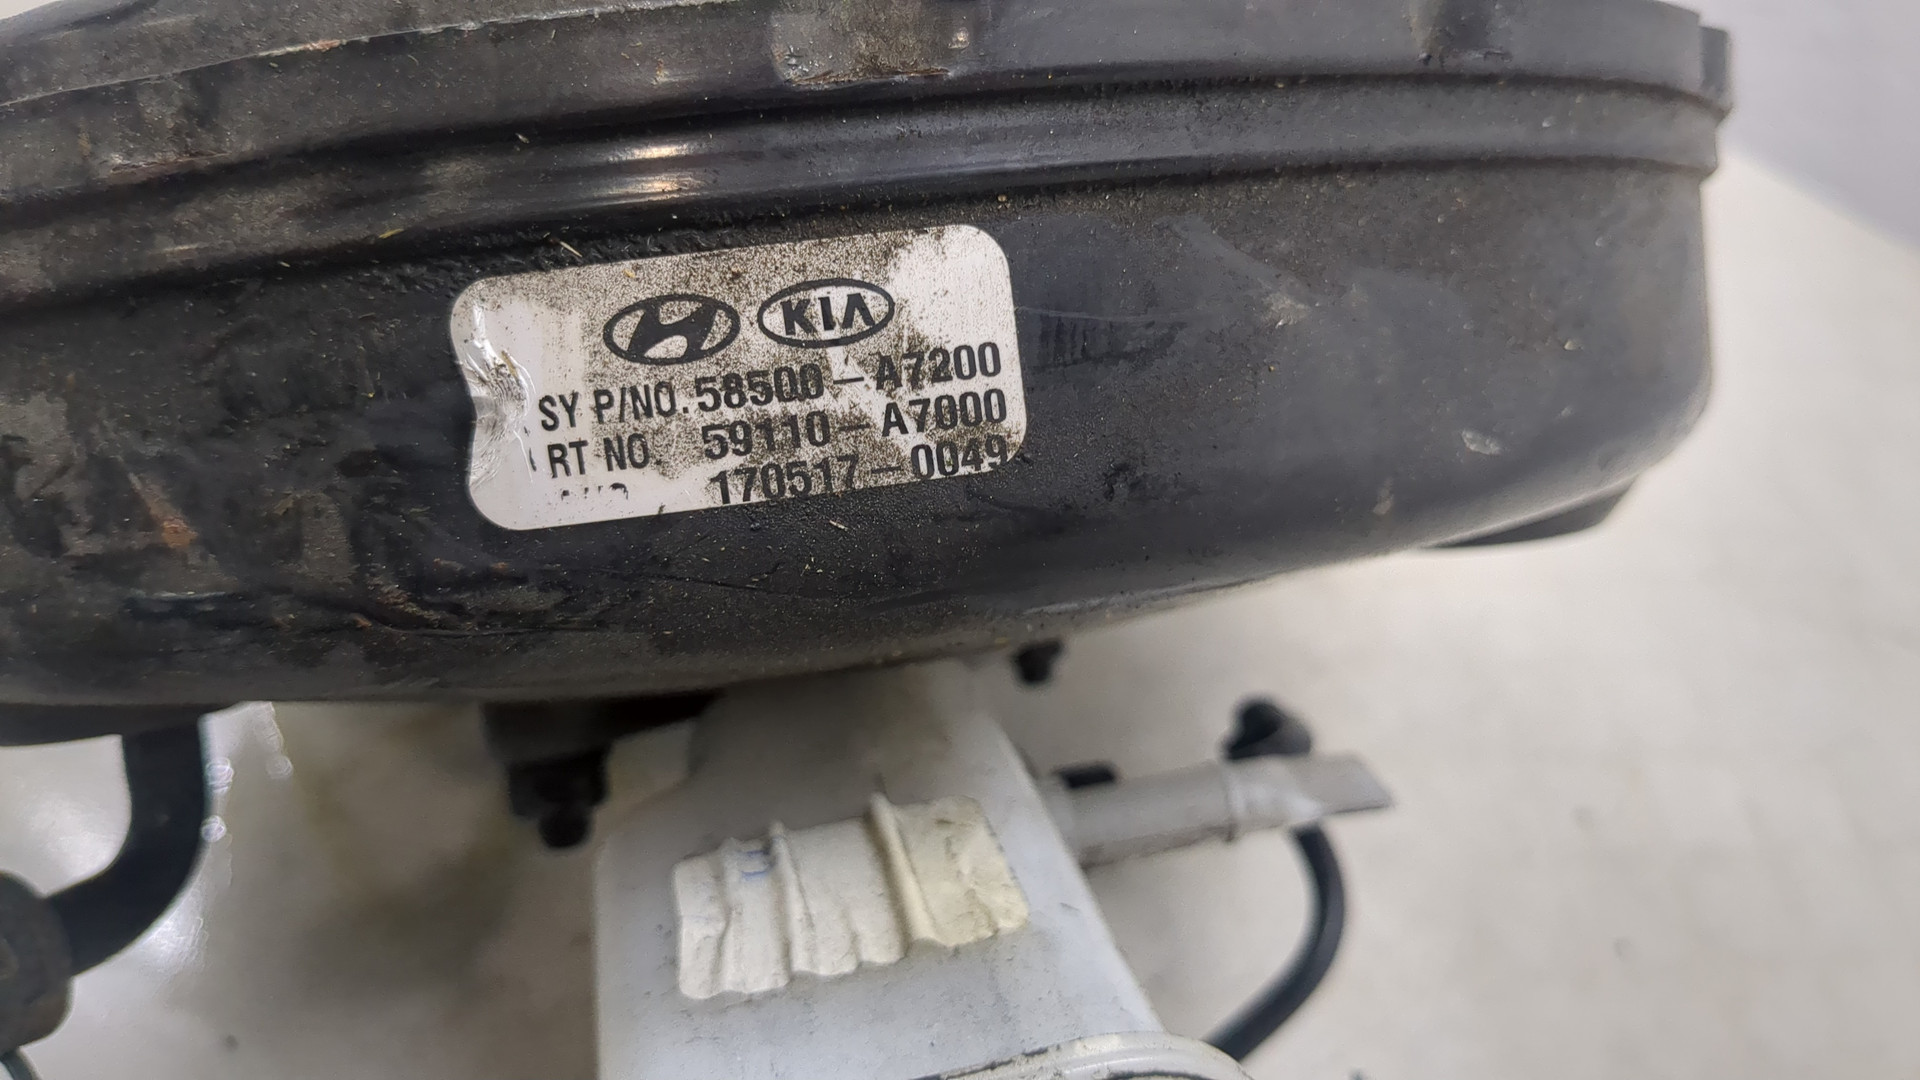 KIA
SY P/NO. 58500-A7200
RT NO. 59110-A7000
170517-0049